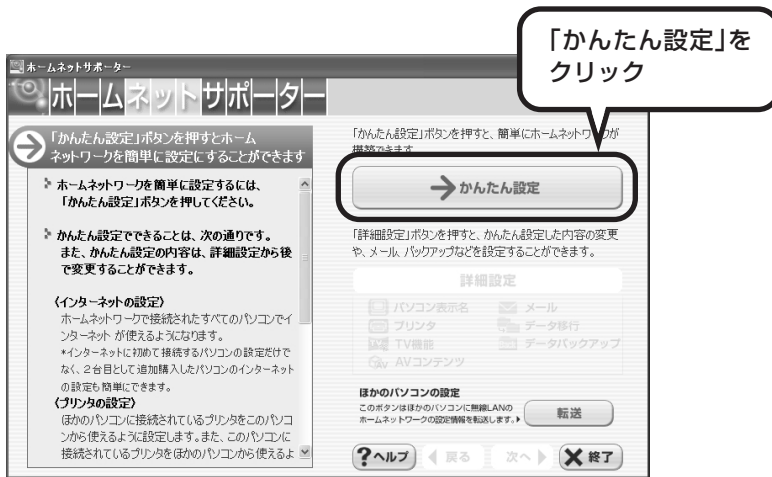 「かんたん設定」を
クリック
ホームネットサポーター
ホームネットサポーター
「かんたん設定」ボタンを押すとホーム
ネットワークを簡単に設定にすることができます
ホームネットワークを簡単に設定するには、
「かんたん設定」ボタンを押してください。
かんたん設定でできることは、次の通りです。
また、かんたん設定の内容は、詳細設定から後
で変更することができます。
〈インターネットの設定〉
ホームネットワークで接続されたすべてのパソコンでイ
ンターネット が使えるようになります。
*インターネットに初めて接続するパソコンの設定だけで
なく、2台目として追加購入したパソコンのインターネット
の設定も簡単にできます。
〈プリンタの設定〉
ほかのパソコンに接続されているプリンタをこのパソコ
ンから使えるように設定します。また、このパソコンに
接続されているプリンタをほかのパソコンから使えるよ
「かんたん設定」ボタンを押すと、簡単にホームネットワークが
構築できます。
かんたん設定
「詳細設定」ボタンを押すと、かんたん設定した内容の変更
や、メール、バックアップなどを設定することができます。
詳細設定
パソコン表示名 メール
プリンタ データ移行
TV機能 データバックアップ
AV AVコンテンツ
ほかのパソコンの設定
このボタンはほかのパソコンに無線LANの
ホームネットワークの設定情報を転送します。
転送
?ヘルプ 戻る 次へ 終了